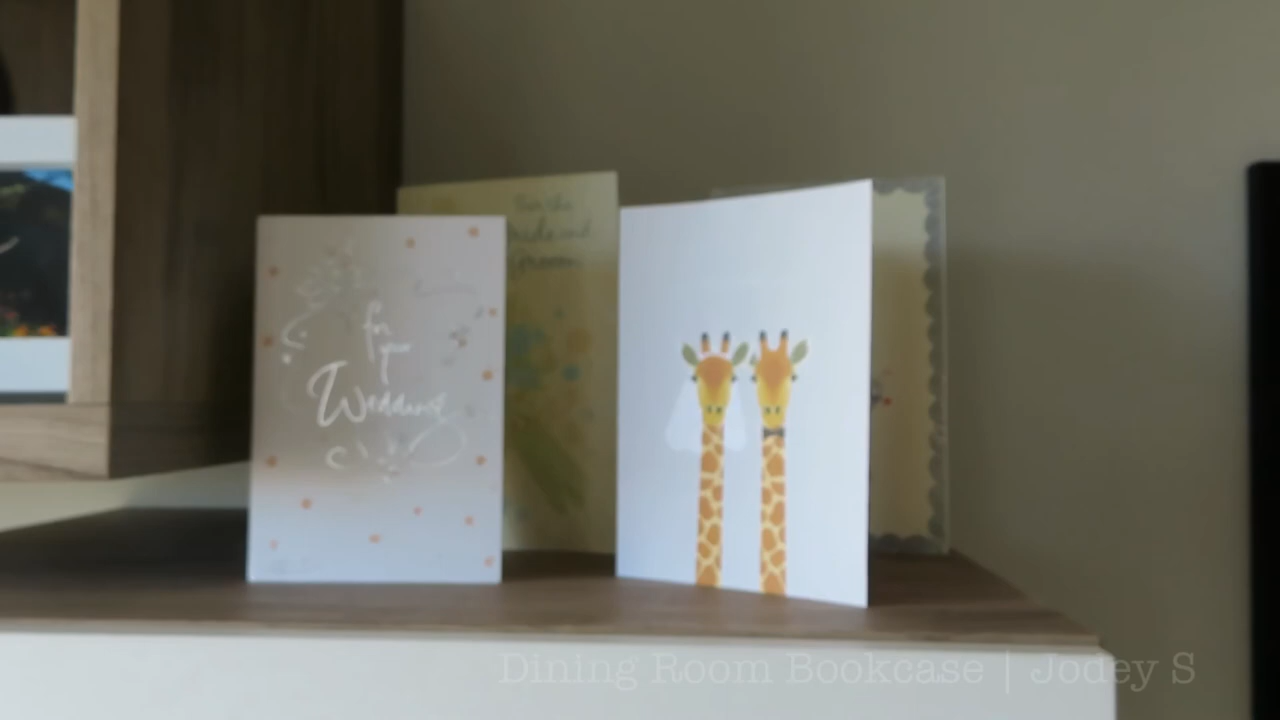 For the
Bride and
Groom
for
your
Wedding
Dining Room Bookcase | Jodey S